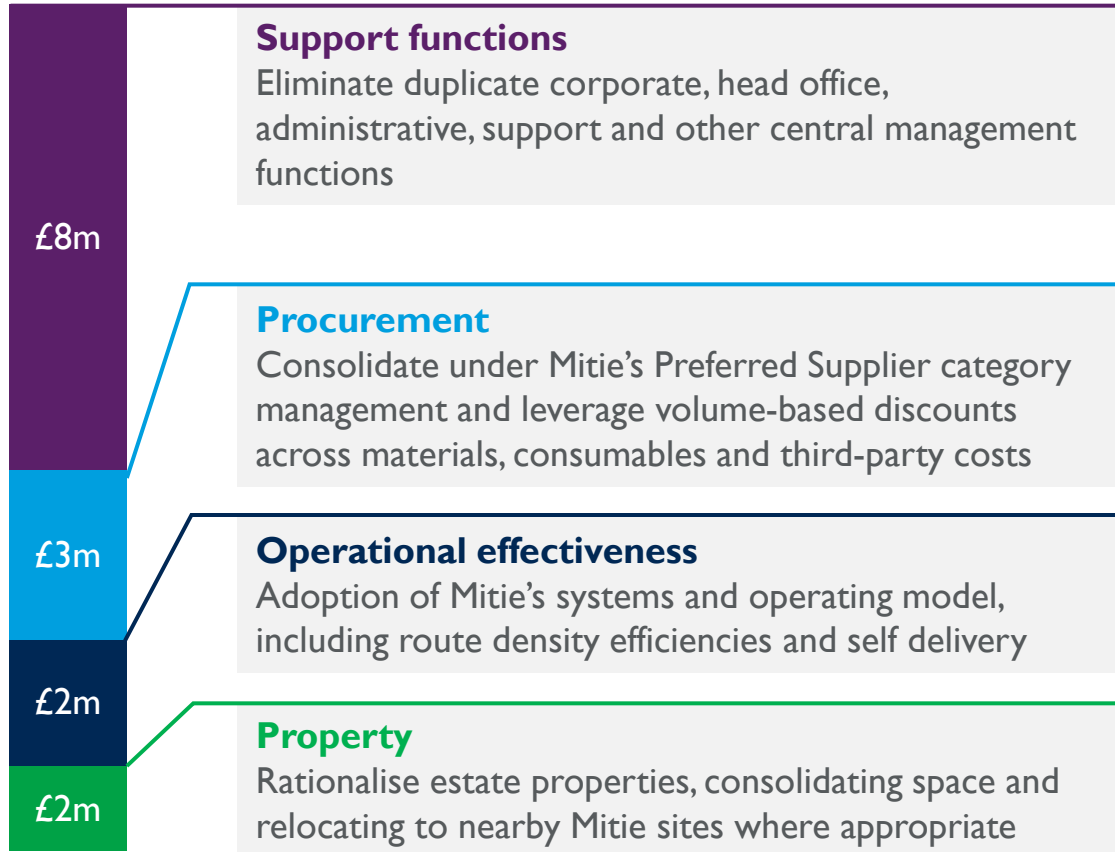 £8m
Support functions
Eliminate duplicate corporate, head office,
administrative, support and other central management
functions
£3m
Procurement
Consolidate under Mitie’s Preferred Supplier category
management and leverage volume-based discounts
across materials, consumables and third-party costs
£2m
Operational effectiveness
Adoption of Mitie’s systems and operating model,
including route density efficiencies and self delivery
£2m
Property
Rationalise estate properties, consolidating space and
relocating to nearby Mitie sites where appropriate